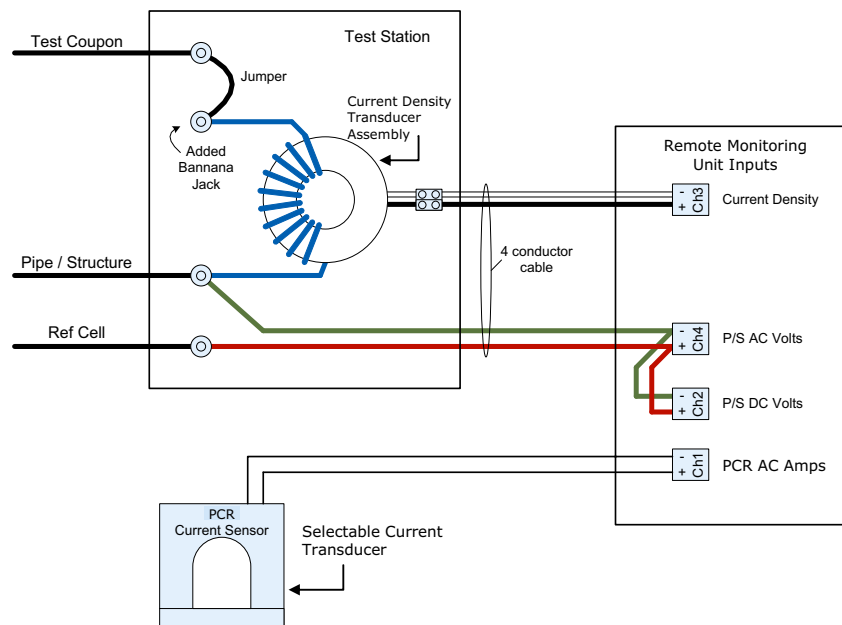 Test Coupon
Test Station
Jumper
Current Density
Transducer
Assembly
Added
Bannana
Jack
Remote Monitoring
Unit Inputs
-
+
Ch3
Current Density
4 conductor
cable
Pipe / Structure
Ref Cell
-
+
Ch4
P/S AC Volts
-
+
Ch2
P/S DC Volts
-
+
Ch1
PCR AC Amps
PCR
Current Sensor
Selectable Current
Transducer